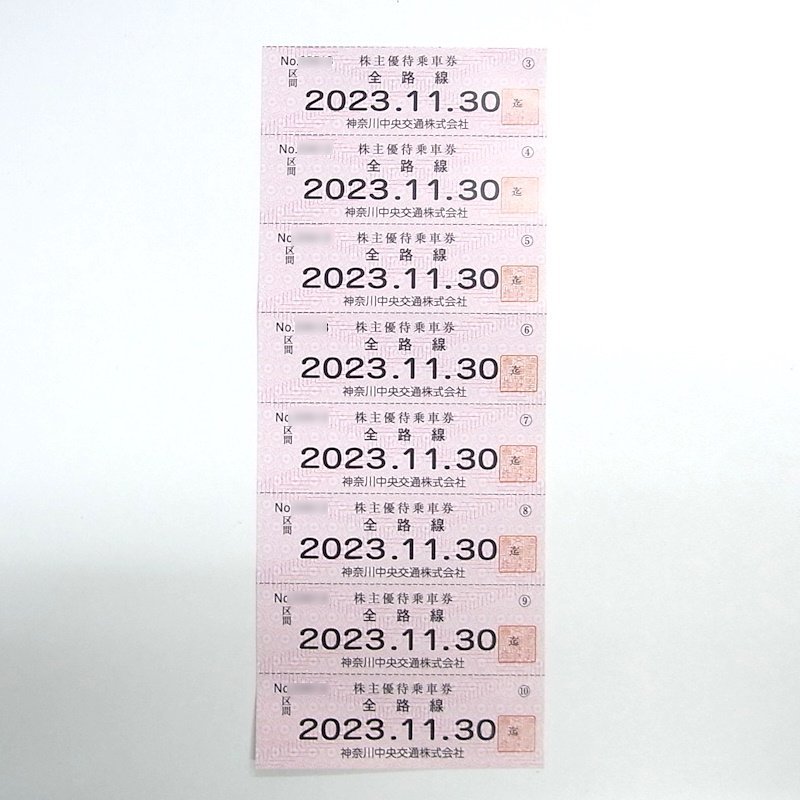 No. 株主優待乗車券 ③
区間 全路線
2023.11.30 迄
神奈川中央交通株式会社
No. 株主優待乗車券 ④
区間 全路線
2023.11.30 迄
神奈川中央交通株式会社
No 株主優待乗車券 ⑤
区間 全路線
2023.11.30 迄
神奈川中央交通株式会社
No. 株主優待乗車券 ⑥
区間 全路線
2023.11.30 迄
神奈川中央交通株式会社
No 株主優待乗車券 ⑦
区間 全路線
2023.11.30 迄
神奈川中央交通株式会社
No 株主優待乗車券 ⑧
区間 全路線
2023.11.30 迄
神奈川中央交通株式会社
No 株主優待乗車券 ⑨
区間 全路線
2023.11.30 迄
神奈川中央交通株式会社
No 株主優待乗車券 ⑩
区間 全路線
2023.11.30 迄
神奈川中央交通株式会社